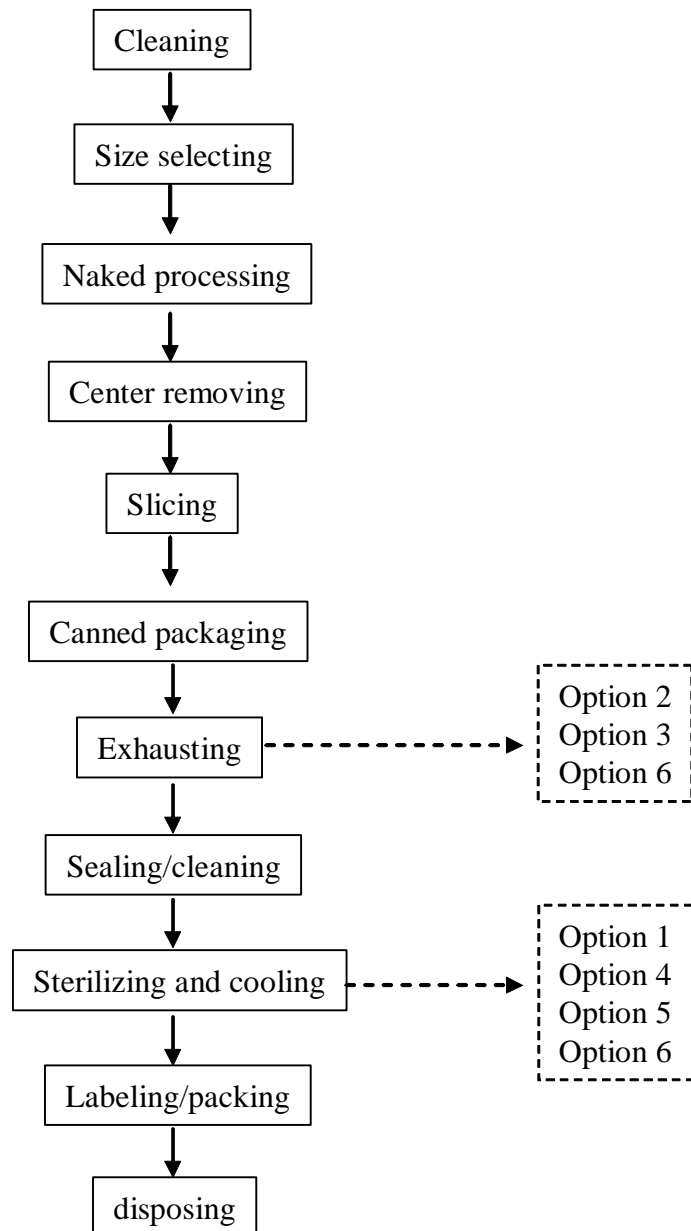 Cleaning
Size selecting
Naked processing
Center removing
Slicing
Canned packaging
Exhausting
Option 2
Option 3
Option 6
Sealing/cleaning
Sterilizing and cooling
Option 1
Option 4
Option 5
Option 6
Labeling/packing
disposing